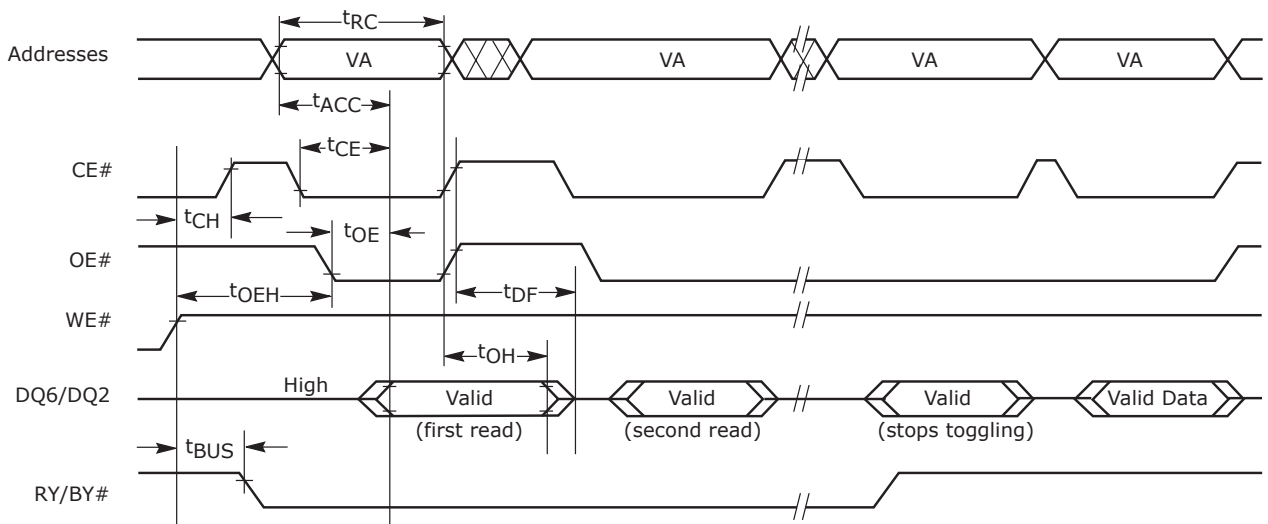 tRC
Addresses VA VA VA VA
tACC
tCE
CE#
tCH tOE
OE#
tOEH tDF
WE#
tOH
High
DQ6/DQ2 Valid Valid Valid Valid Data
(first read) (second read) (stops toggling)
tBUS
RY/BY#